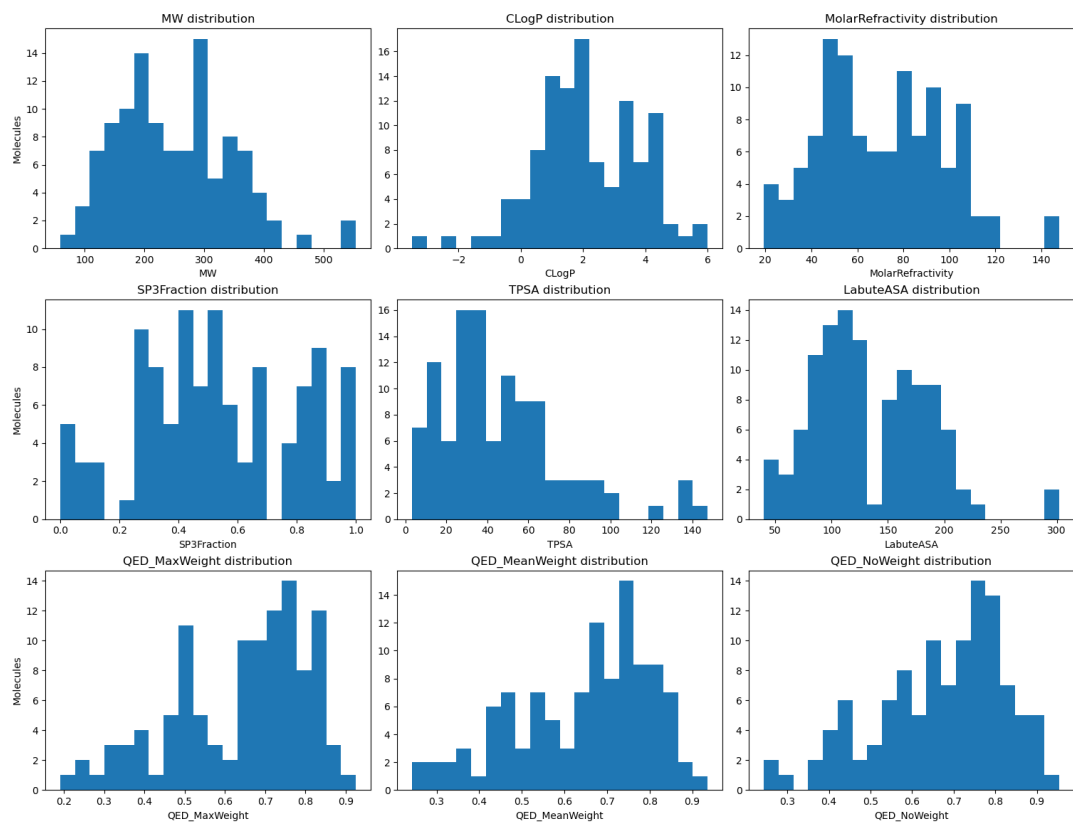 MW distribution
14
12
10
8
6
4
2
0
Molecules
100 200 300 400 500
MW
CLogP distribution
16
14
12
10
8
6
4
2
0
−2 0 2 4 6
CLogP
MolarRefractivity distribution
12
10
8
6
4
2
0
20 40 60 80 100 120 140
MolarRefractivity
SP3Fraction distribution
10
8
6
4
2
0
Molecules
0.0 0.2 0.4 0.6 0.8 1.0
SP3Fraction
TPSA distribution
16
14
12
10
8
6
4
2
0
0 20 40 60 80 100 120 140
TPSA
LabuteASA distribution
14
12
10
8
6
4
2
0
50 100 150 200 250 300
LabuteASA
QED_MaxWeight distribution
14
12
10
8
6
4
2
0
Molecules
0.2 0.3 0.4 0.5 0.6 0.7 0.8 0.9
QED_MaxWeight
QED_MeanWeight distribution
14
12
10
8
6
4
2
0
0.3 0.4 0.5 0.6 0.7 0.8 0.9
QED_MeanWeight
QED_NoWeight distribution
14
12
10
8
6
4
2
0
0.3 0.4 0.5 0.6 0.7 0.8 0.9
QED_NoWeight